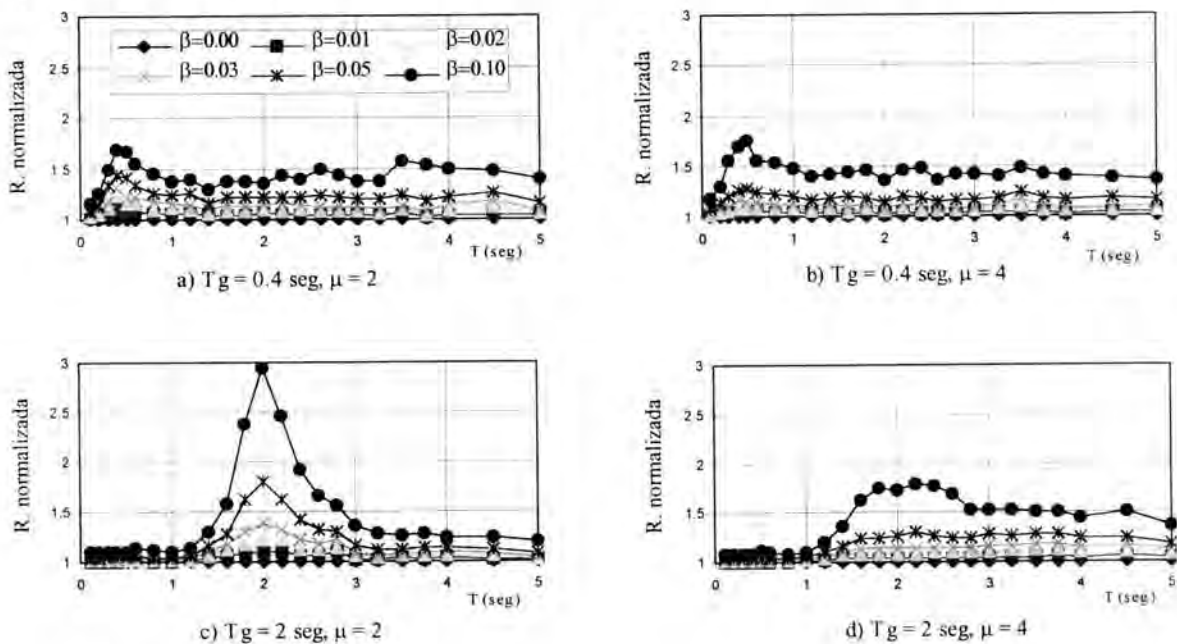 3
2.5
2
1.5
1
R. normalizada
β=0.00 β=0.01 β=0.02
β=0.03 β=0.05 β=0.10
0 1 2 3 4 5
T (seg)
a) Tg = 0.4 seg, μ = 2
3
2.5
2
1.5
1
R. normalizada
0 1 2 3 4 5
T (seg)
b) Tg = 0.4 seg, μ = 4
3
2.5
2
1.5
1
R. normalizada
0 1 2 3 4 5
T (seg)
c) Tg = 2 seg, μ = 2
3
2.5
2
1.5
1
R. normalizada
0 1 2 3 4 5
T (seg)
d) Tg = 2 seg, μ = 4